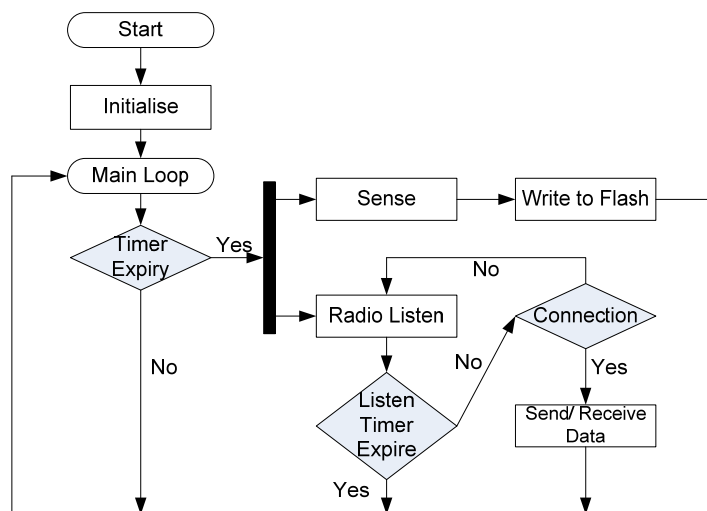 Start
Initialise
Main Loop
Timer
Expiry
Yes
No
Sense
Write to Flash
Radio Listen
No
Listen
Timer
Expire
No
Yes
Connection
Yes
Send/ Receive
Data